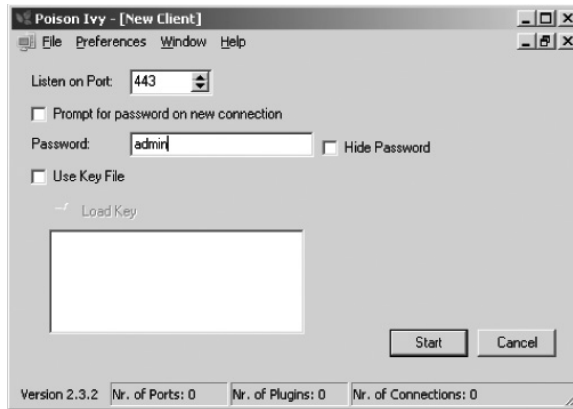 Poison Ivy - [New Client]
File Preferences Window Help
Listen on Port: 443
Prompt for password on new connection
Password: admin Hide Password
Use Key File
Load Key
Start Cancel
Version 2.3.2 Nr. of Ports: 0 Nr. of Plugins: 0 Nr. of Connections: 0